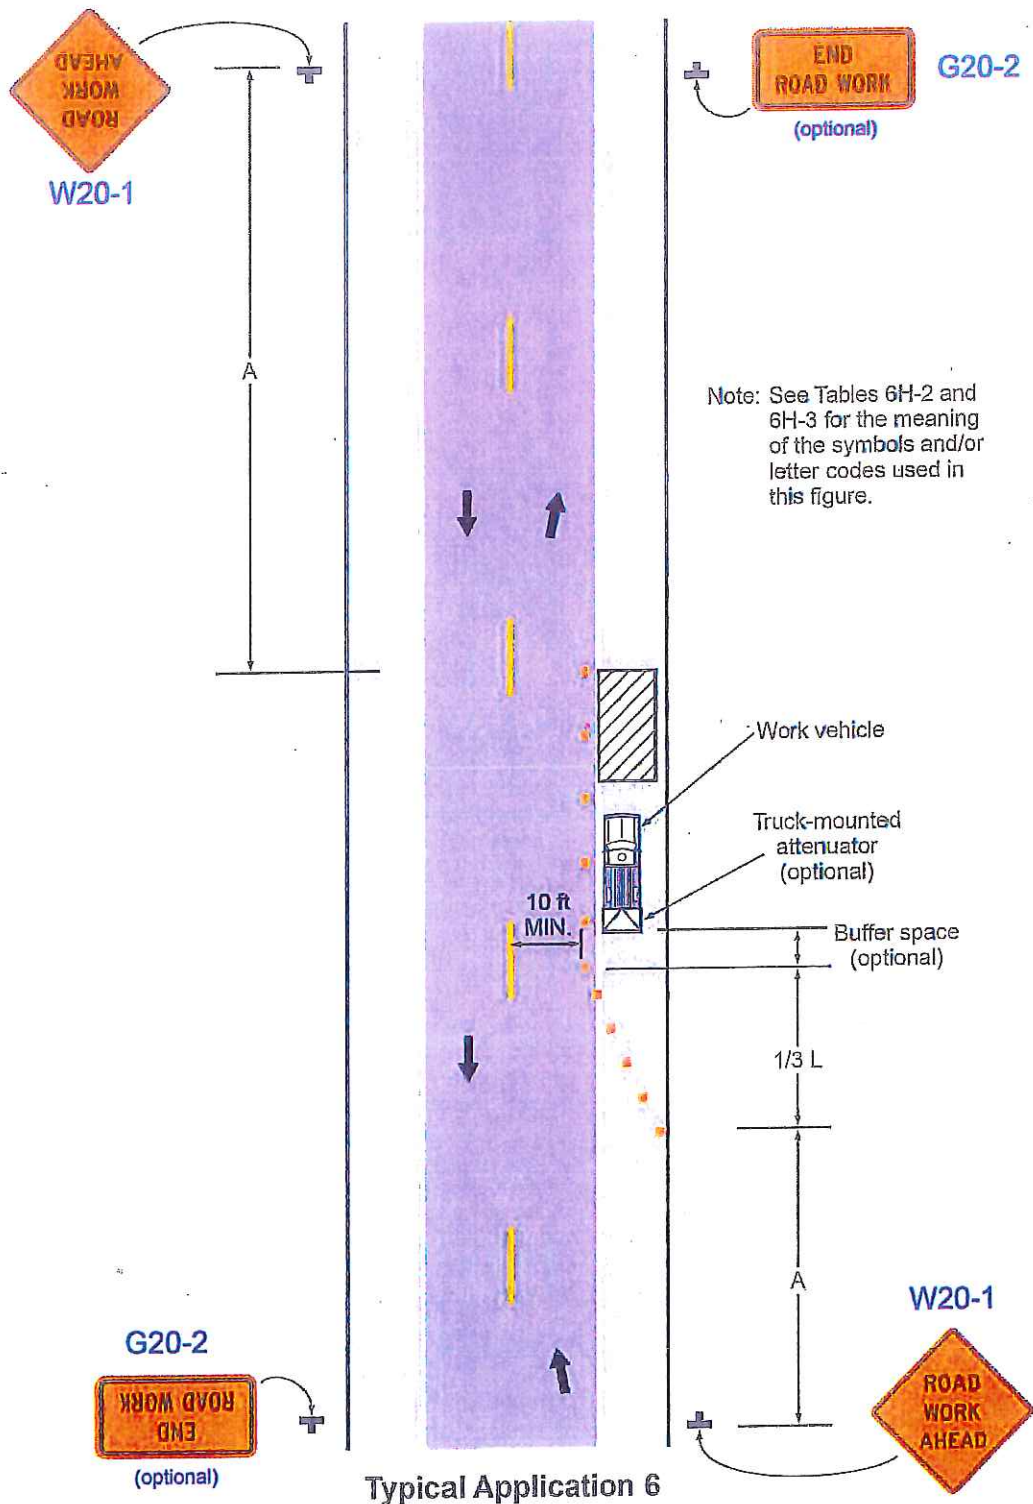 ROAD
WORK
AHEAD
W20-1
END
ROAD WORK
(optional)
G20-2
A
Note: See Tables 6H-2 and
6H-3 for the meaning
of the symbols and/or
letter codes used in
this figure.
Work vehicle
Truck-mounted
attenuator
(optional)
10 ft
MIN.
Buffer space
(optional)
1/3 L
A
W20-1
ROAD
WORK
AHEAD
G20-2
END
ROAD WORK
(optional)
Typical Application 6